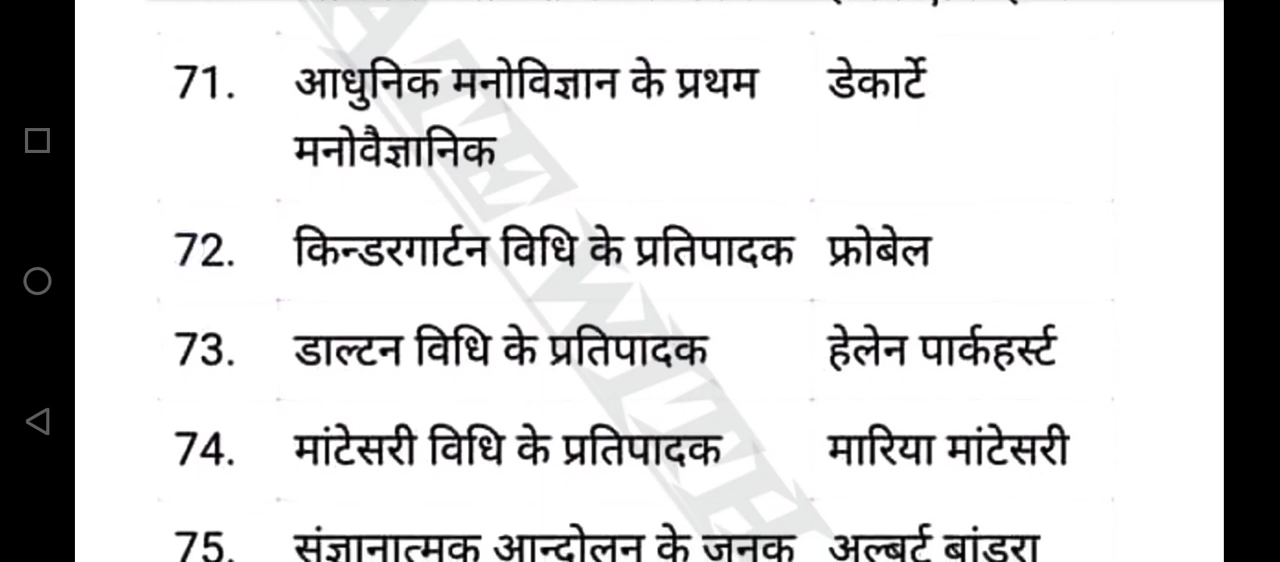 71. आधुनिक मनोविज्ञान के प्रथम डेकार्टे
मनोवैज्ञानिक
72. किन्डरगार्टन विधि के प्रतिपादक फ्रोबेल
73. डाल्टन विधि के प्रतिपादक हेलेन पार्कहर्स्ट
74. मांटेसरी विधि के प्रतिपादक मारिया मांटेसरी
75. संज्ञानात्मक आन्दोलन के जनक अल्बर्ट बांडूरा